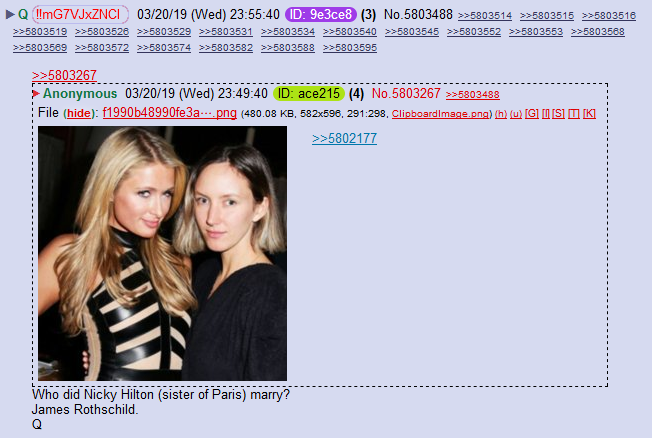 ▶ Q !!mG7VJxZNCI 03/20/19 (Wed) 23:55:40 ID: 9e3ce8 (3) No.5803488 >>5803514 >>5803515 >>5803516
>>5803519 >>5803526 >>5803529 >>5803531 >>5803534 >>5803540 >>5803545 >>5803552 >>5803553 >>5803568
>>5803569 >>5803572 >>5803574 >>5803582 >>5803588 >>5803595
>>5803267
▶ Anonymous 03/20/19 (Wed) 23:49:40 ID: ace215 (4) No.5803267 >>5803488
File (hide): f1990b48990fe3a⋯.png (480.08 KB, 582x596, 291:298, ClipboardImage.png) (h) (u) [G] [I] [S] [T] [K]
>>5802177
Who did Nicky Hilton (sister of Paris) marry?
James Rothschild.
Q